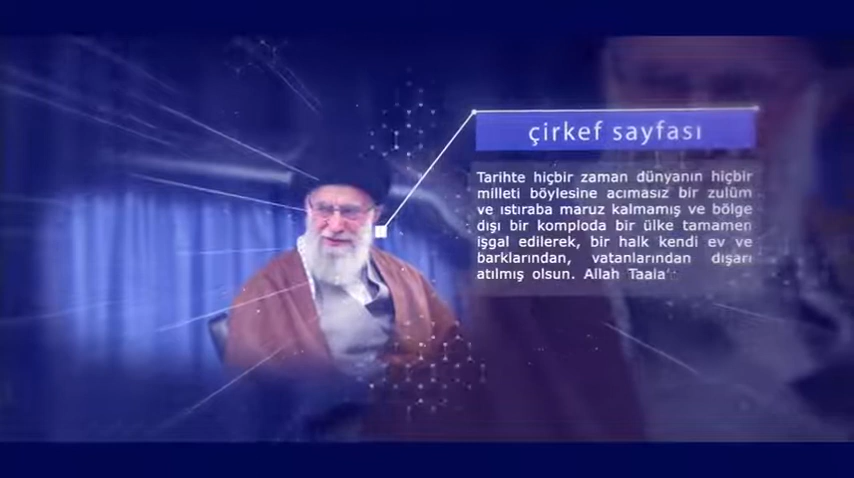 çirkef sayfası
Tarihte hiçbir zaman dünyanın hiçbir
milleti böylesine acımasız bir zulüm
ve ıstıraba maruz kalmamış ve bölge
dışı bir komploda bir ülke tamamen
işgal edilerek, bir halk kendi ev ve
barklarından, vatanlarından dışarı
atılmış olsun. Allah Taala